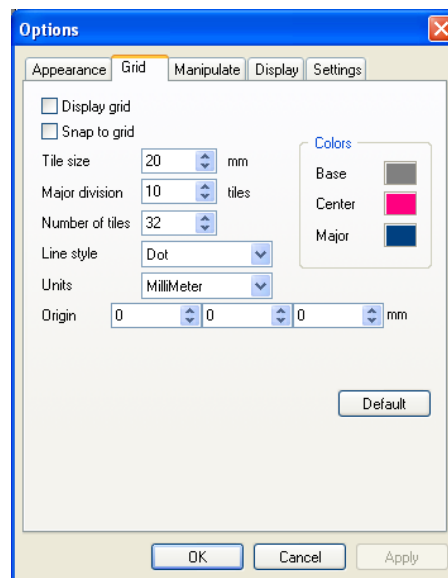 Options
Appearance Grid Manipulate Display Settings
Display grid
Snap to grid
Tile size 20 mm
Major division 10 tiles
Number of tiles 32
Line style Dot
Units MilliMeter
Origin 0 0 0 mm
Colors
Base
Center
Major
Default
OK Cancel Apply